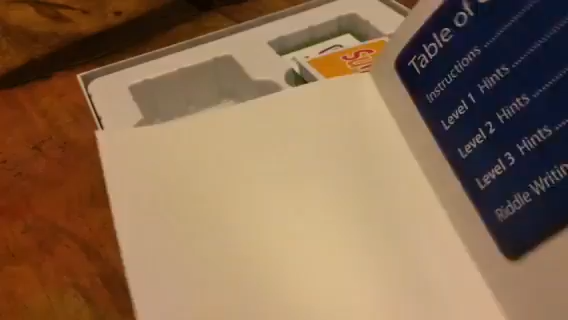 Table of
Instructions
Level 1 Hints
Level 2 Hints
Level 3 Hints
Riddle Writin